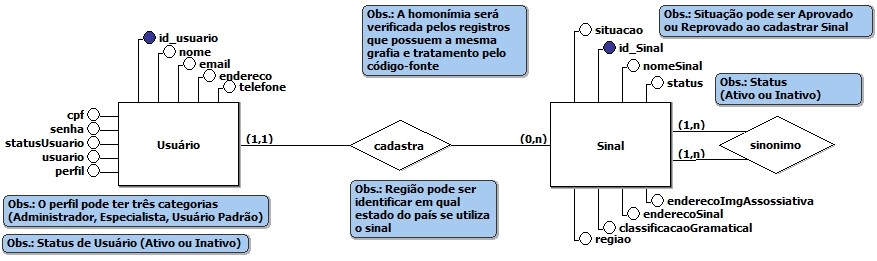 Obs.: A homonímia será
verificada pelos registros
que possuem a mesma
grafia e tratamento pelo
código-fonte
Obs.: Situação pode ser Aprovado
ou Reprovado ao cadastrar Sinal
id_usuario
nome
email
endereco
telefone
situacao
id_Sinal
nomeSinal
status
Obs.: Status
(Ativo ou Inativo)
cpf
senha
statusUsuario
usuario
perfil
Usuário
(1,1)
cadastra
(0,n)
Sinal
(1,n)
(1,n)
sinonimo
Obs.: O perfil pode ter três categorias
(Administrador, Especialista, Usuário Padrão)
Obs.: Status de Usuário (Ativo ou Inativo)
Obs.: Região pode ser
identificar em qual
estado do país se utiliza
o sinal
enderecoImgAssossiativa
enderecoSinal
classificacaoGramatical
regiao